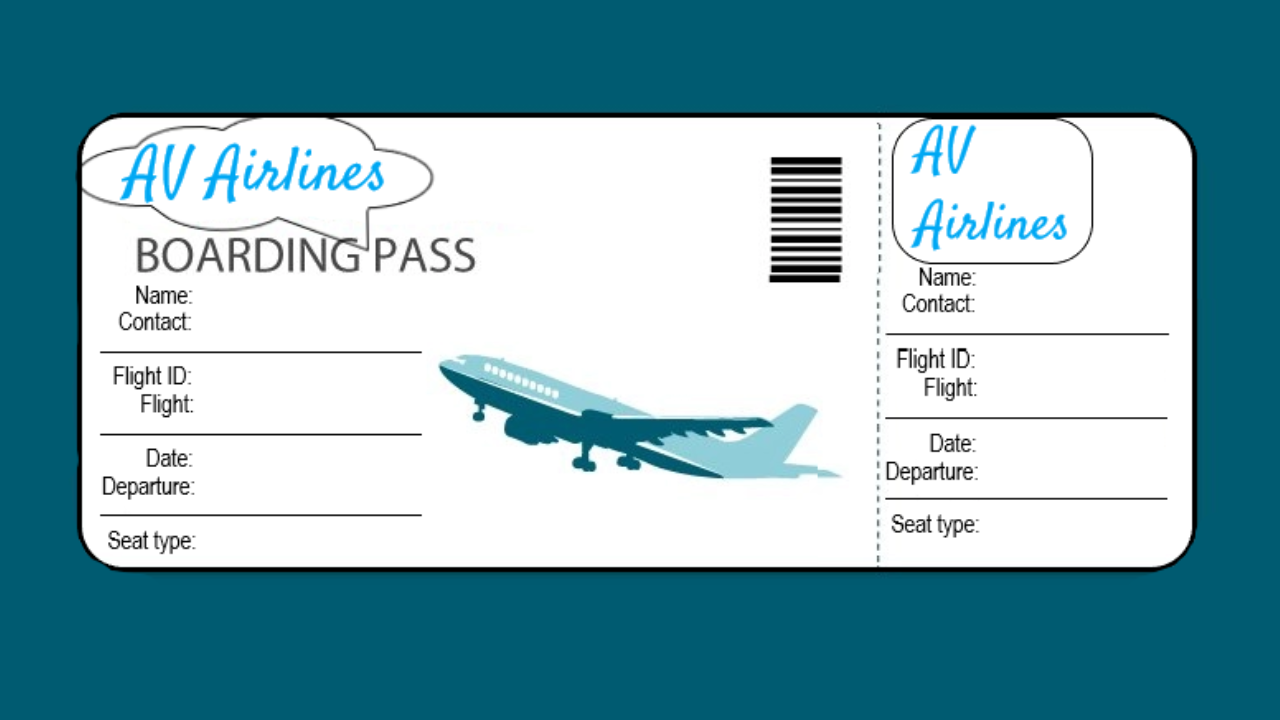 AV Airlines
BOARDING PASS
Name:
Contact:
Flight ID:
Flight:
Date:
Departure:
Seat type:
AV
Airlines
Name:
Contact:
Flight ID:
Flight:
Date:
Departure:
Seat type: